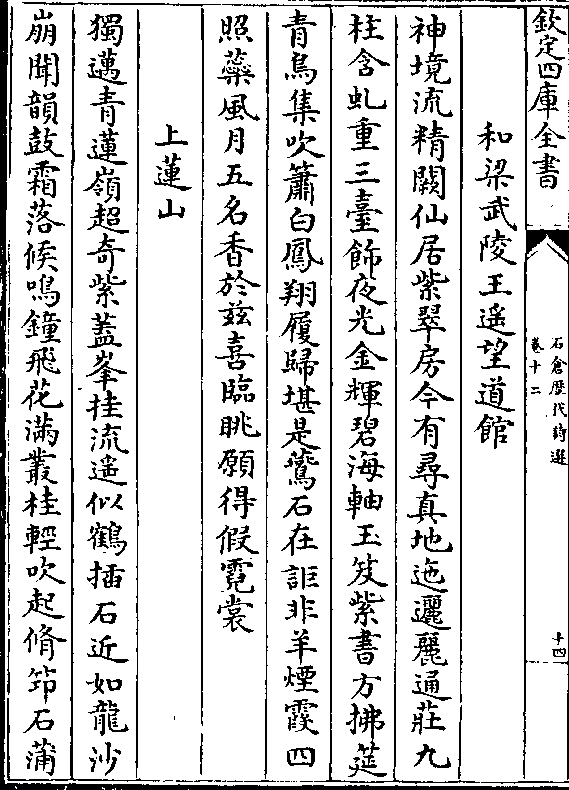 欽定四庫全書
石倉歷代詩選
卷十二
十四
和梁武陵王遥望道館
神境流精闕仙居紫翠房今有尋真地迤邐麗通莊九
柱含虬重三臺飾夜光金輝碧海軸玉笈紫書方拂筵
青鳥集吹簫白鳳翔履歸堪是鷰石在詎非羊煙霞四
照蘂風月五名香於兹喜臨眺願得假霓裳
上蓮山
獨邁青蓮嶺超奇紫蓋峯挂流遥似鶴插石近如龍沙
崩聞韻鼓霜落候鳴鐘飛花滿叢桂輕吹起脩筇石蒲